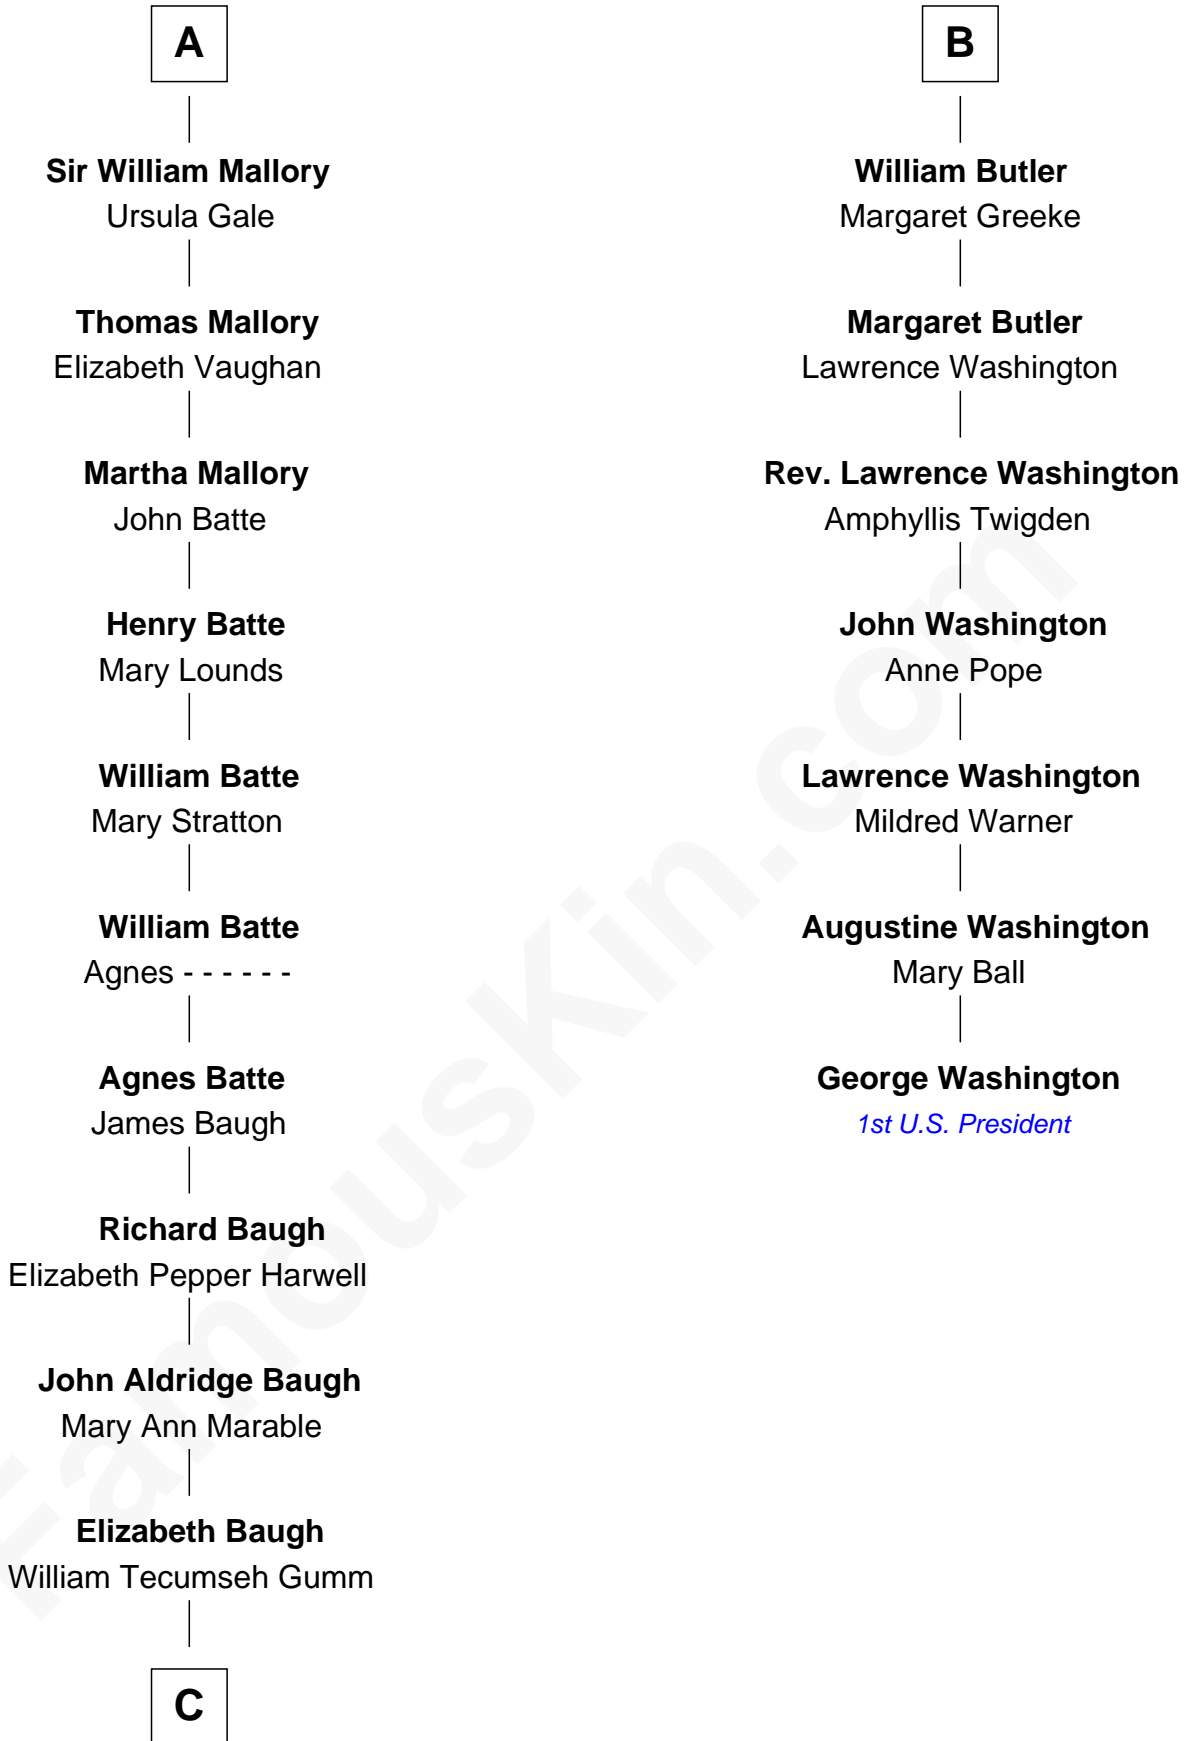 A
Sir William Mallory
Ursula Gale
Thomas Mallory
Elizabeth Vaughan
Martha Mallory
John Batte
Henry Batte
Mary Lounds
William Batte
Mary Stratton
William Batte
Agnes - - - - - -
Agnes Batte
James Baugh
Richard Baugh
Elizabeth Pepper Harwell
John Aldridge Baugh
Mary Ann Marable
Elizabeth Baugh
William Tecumseh Gumm
C
B
William Butler
Margaret Greeke
Margaret Butler
Lawrence Washington
Rev. Lawrence Washington
Amphyllis Twigden
John Washington
Anne Pope
Lawrence Washington
Mildred Warner
Augustine Washington
Mary Ball
George Washington
1st U.S. President
FamousKin.com